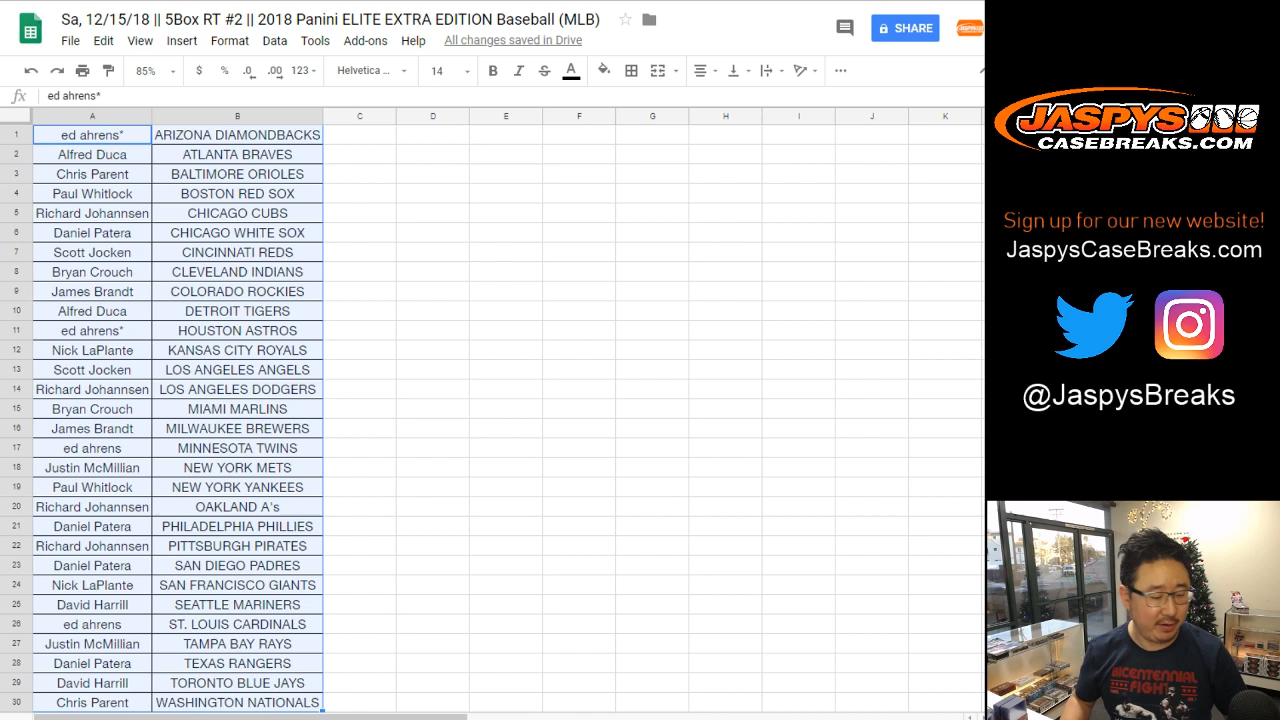 Sa, 12/15/18 || 5Box RT #2 || 2018 Panini ELITE EXTRA EDITION Baseball (MLB)
File Edit View Insert Format Data Tools Add-ons Help All changes saved in Drive
SHARE
85% $ % .0 .00 123 Helvetica ... 14 B I S A
fx ed ahrens*
A B C D E F G H I J K
1 ed ahrens* ARIZONA DIAMONDBACKS
2 Alfred Duca ATLANTA BRAVES
3 Chris Parent BALTIMORE ORIOLES
4 Paul Whitlock BOSTON RED SOX
5 Richard Johannsen CHICAGO CUBS
6 Daniel Patera CHICAGO WHITE SOX
7 Scott Jocken CINCINNATI REDS
8 Bryan Crouch CLEVELAND INDIANS
9 James Brandt COLORADO ROCKIES
10 Alfred Duca DETROIT TIGERS
11 ed ahrens* HOUSTON ASTROS
12 Nick LaPlante KANSAS CITY ROYALS
13 Scott Jocken LOS ANGELES ANGELS
14 Richard Johannsen LOS ANGELES DODGERS
15 Bryan Crouch MIAMI MARLINS
16 James Brandt MILWAUKEE BREWERS
17 ed ahrens MINNESOTA TWINS
18 Justin McMillian NEW YORK METS
19 Paul Whitlock NEW YORK YANKEES
20 Richard Johannsen OAKLAND A's
21 Daniel Patera PHILADELPHIA PHILLIES
22 Richard Johannsen PITTSBURGH PIRATES
23 Daniel Patera SAN DIEGO PADRES
24 Nick LaPlante SAN FRANCISCO GIANTS
25 David Harrill SEATTLE MARINERS
26 ed ahrens ST. LOUIS CARDINALS
27 Justin McMillian TAMPA BAY RAYS
28 Daniel Patera TEXAS RANGERS
29 David Harrill TORONTO BLUE JAYS
30 Chris Parent WASHINGTON NATIONALS
JASPYS
CASEBREAKS.COM
Sign up for our new website!
JaspysCaseBreaks.com
@JaspysBreaks
BICENTENNIAL
FIGHT